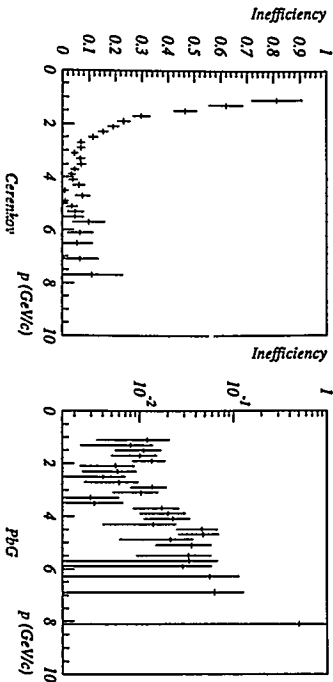 Inefficiency
0 0.1 0.2 0.3 0.4 0.5 0.6 0.7 0.8 0.9 1
0 2 4 6 8 10
Cerenkov p (GeV/c)
Inefficiency
10-2 10-1 1
0 2 4 6 8 10
PbG p (GeV/c)